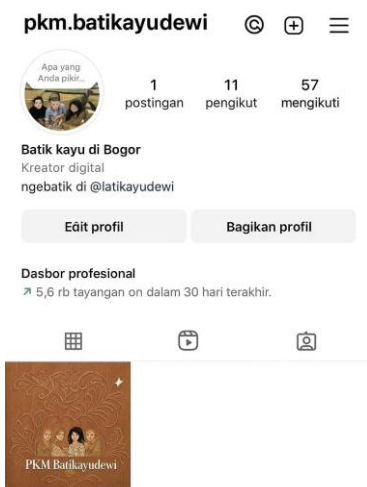 pkm.batikayudewi
Apa yang
Anda pikir...
1 11 57
postingan pengikut mengikuti
Batik kayu di Bogor
Kreator digital
ngebatik di @latikayudewi
Edit profil Bagikan profil
Dasbor profesional
5,6 rb tayangan on dalam 30 hari terakhir.
PKM Batikayudewi